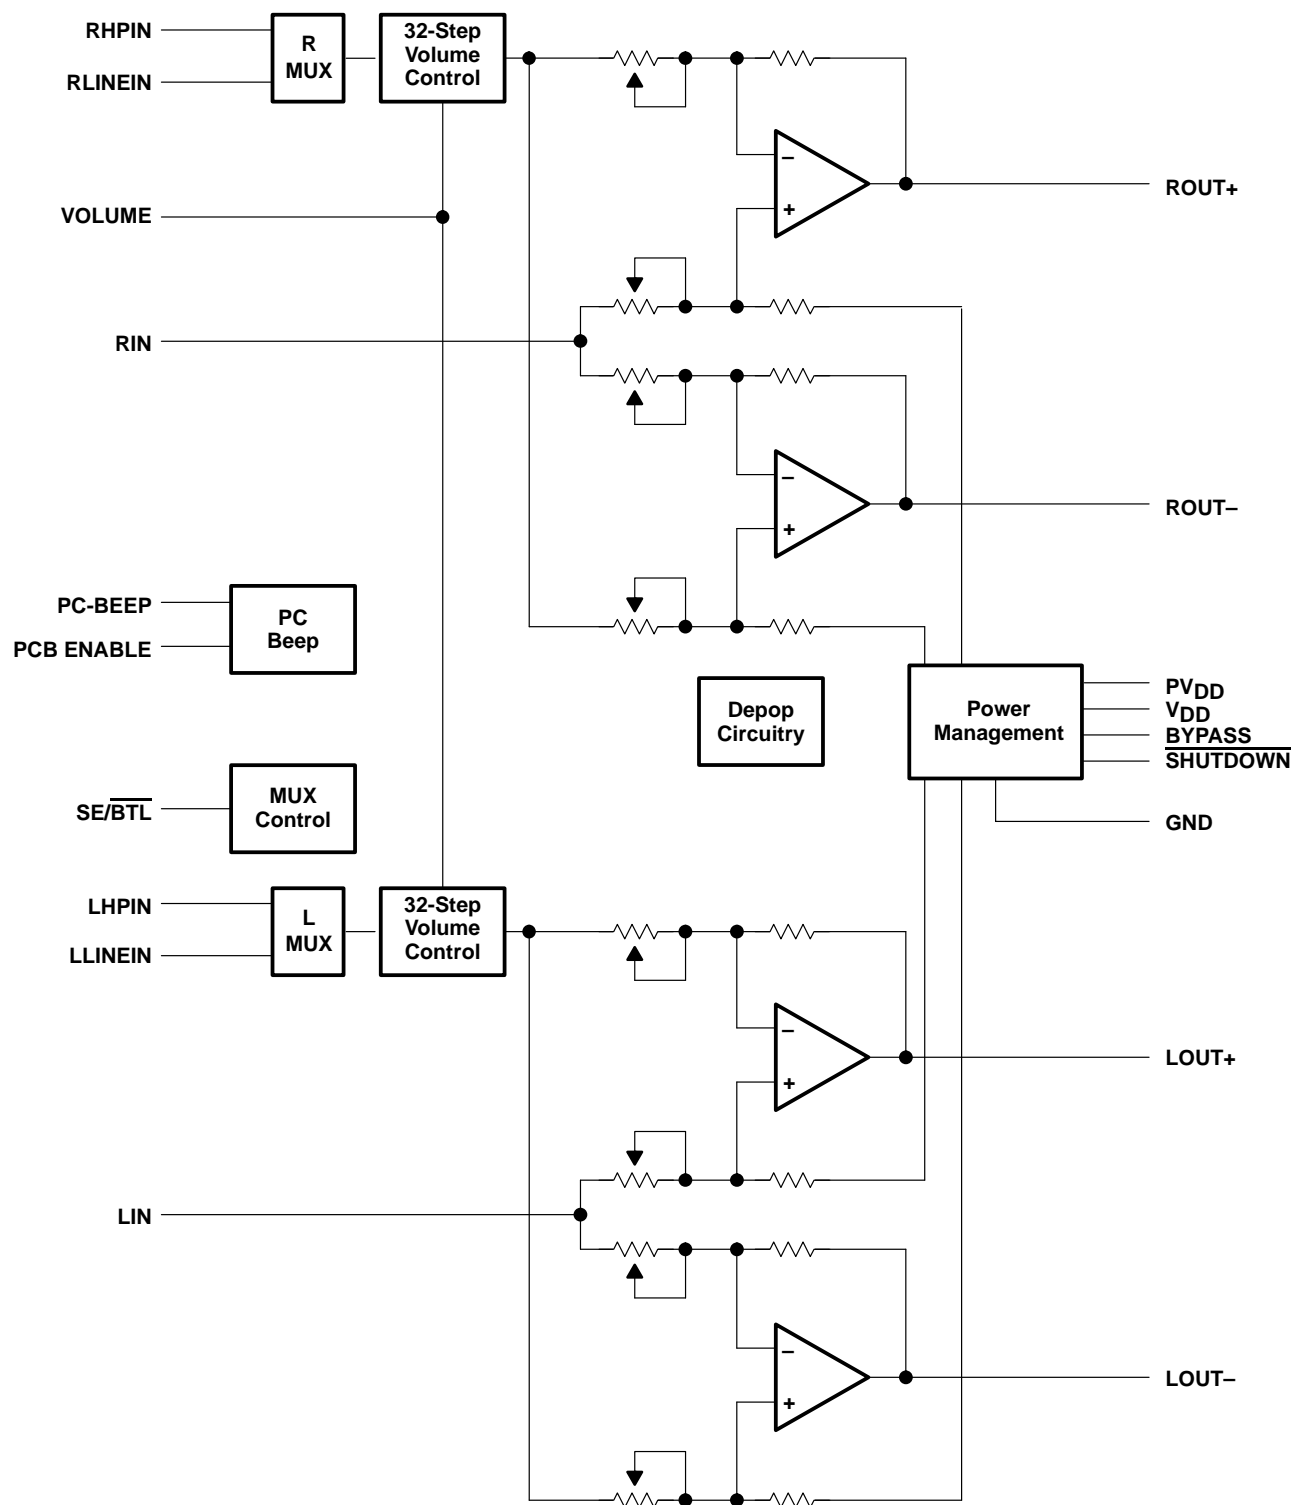 RHPIN
RLINEIN
R
MUX
32-Step
Volume
Control
–
+
ROUT+
VOLUME
RIN
–
+
ROUT–
PC-BEEP
PCB ENABLE
PC
Beep
Depop
Circuitry
Power
Management
PVDD
VDD
BYPASS
SHUTDOWN
GND
SE/BTL
MUX
Control
LHPIN
LLINEIN
L
MUX
32-Step
Volume
Control
–
+
LOUT+
LIN
–
+
LOUT–